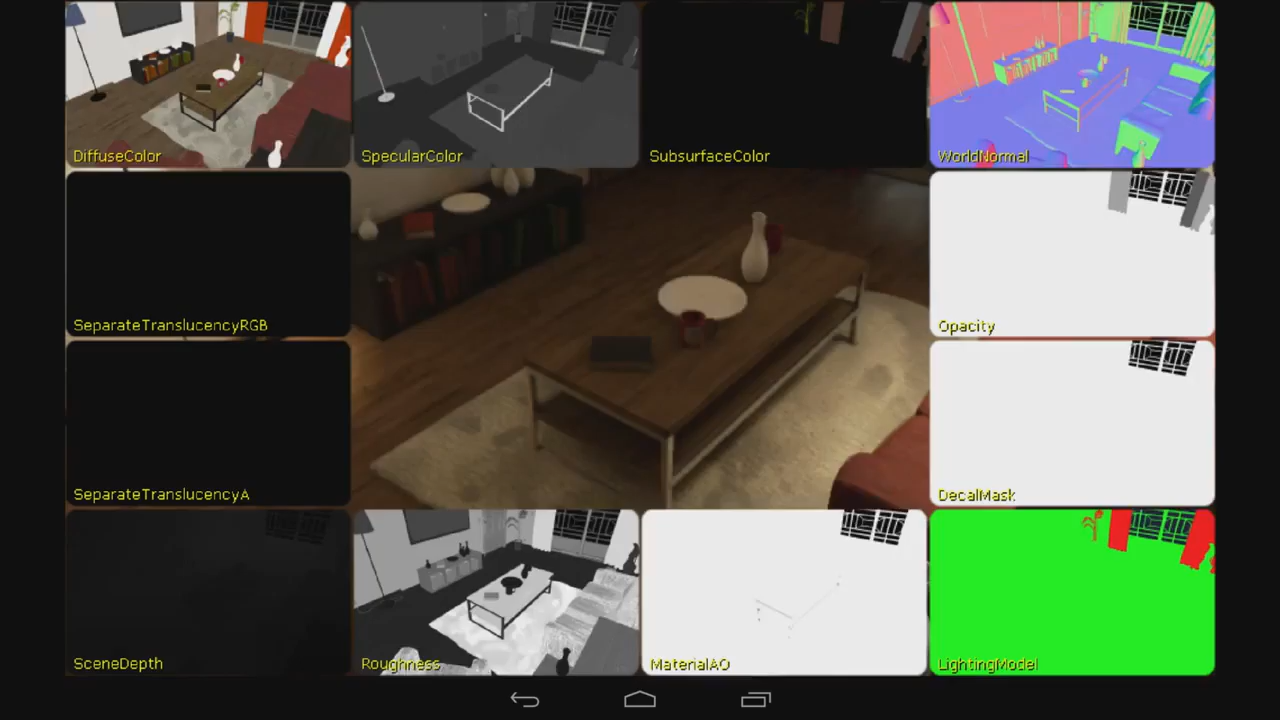 DiffuseColor
SpecularColor
SubsurfaceColor
WorldNormal
SeparateTranslucencyRGB
Opacity
SeparateTranslucencyA
DecalMask
SceneDepth
Roughness
MaterialAO
LightingModel